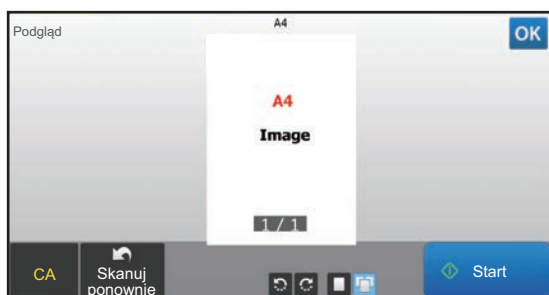 Podgląd
A4
OK
A4
Image
1 / 1
CA
Skanuj
ponownie
Start